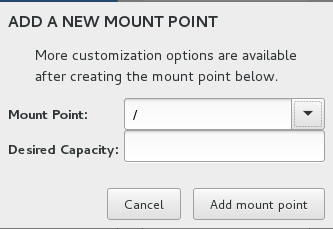 ADD A NEW MOUNT POINT
More customization options are available
after creating the mount point below.
Mount Point: /
Desired Capacity:
Cancel Add mount point